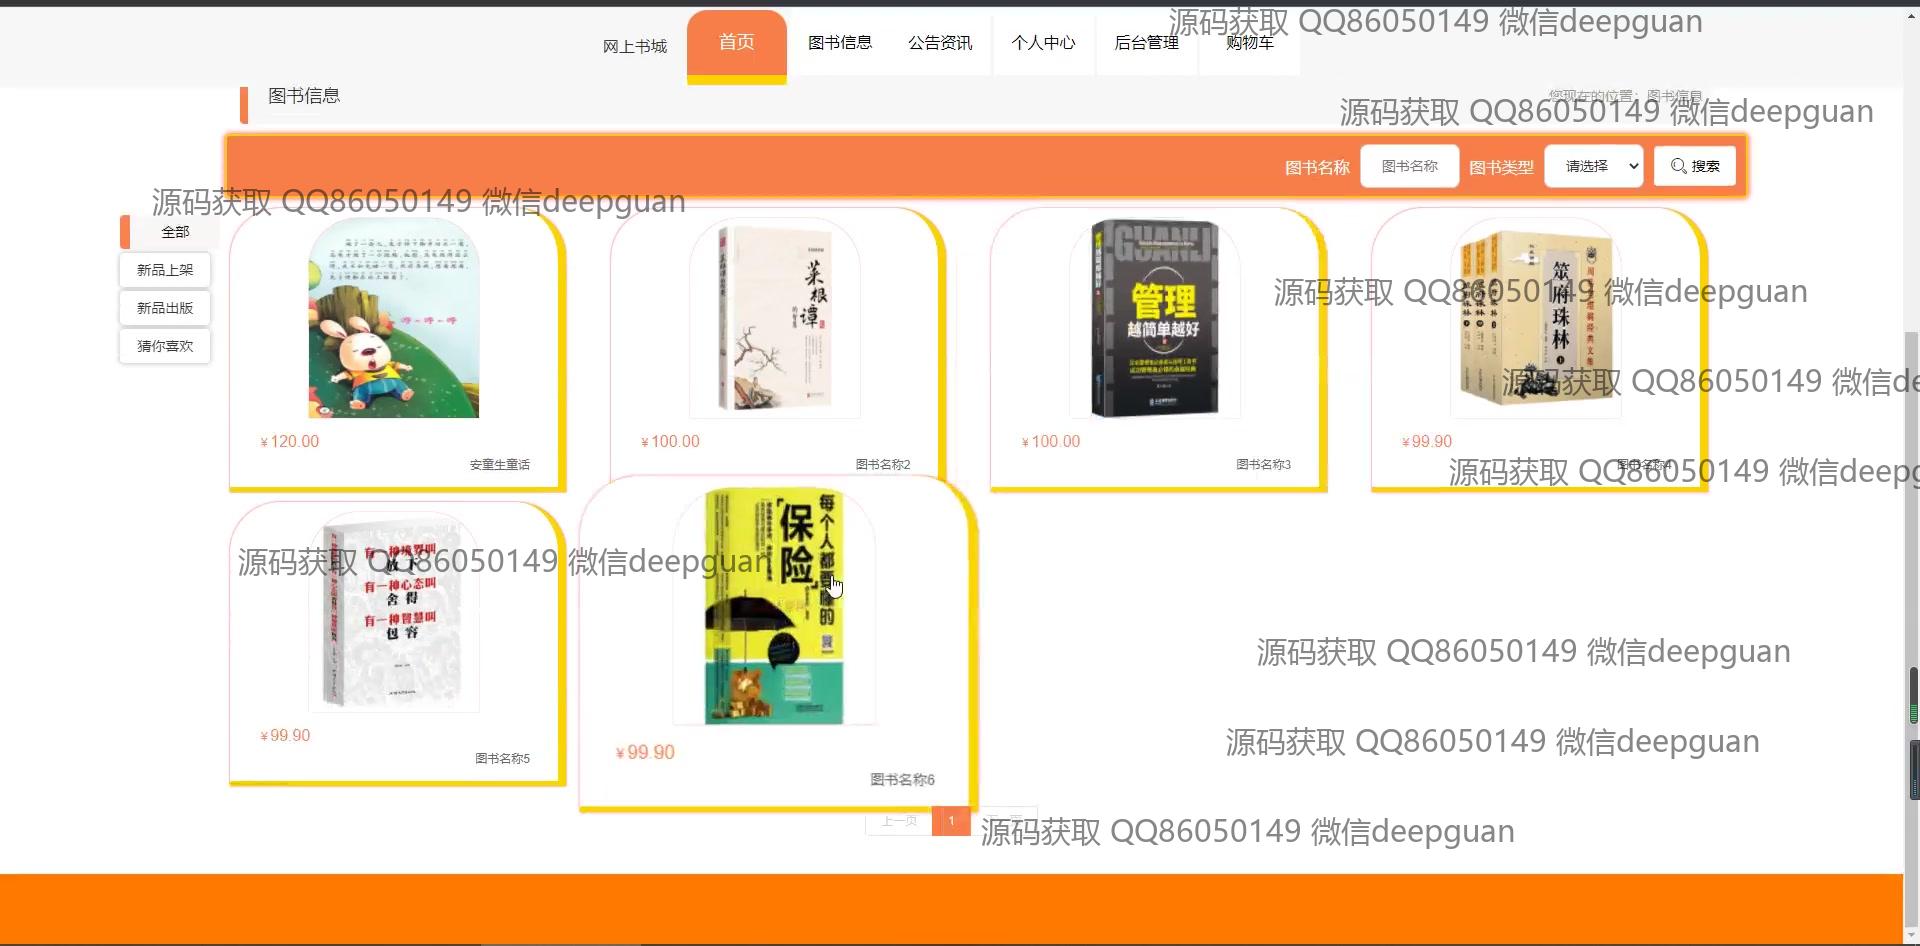 源码获取 QQ86050149 微信deepguan
网上书城 首页 图书信息 公告资讯 个人中心 后台管理 购物车
图书信息
您现在的位置：图书信息
源码获取 QQ86050149 微信deepguan
图书名称 图书名称 图书类型 请选择 搜索
源码获取 QQ86050149 微信deepguan
全部
新品上架
新品出版
猜你喜欢
呼~呼~呼
菜根谭
的智慧
GUANLI
管理
越简单越好
筮府珠林
上
源码获取 QQ86050149 微信deepguan
源码获取 QQ86050149 微信de
¥120.00
安童生童话
¥100.00
图书名称2
¥100.00
图书名称3
¥99.90
图书名称4
源码获取 QQ86050149 微信deepg
有一种境界叫
放下
有一种心态叫
舍得
有一种智慧叫
包容
源码获取 QQ86050149 微信deepguan
每个人都要懂的
保险
¥99.90
图书名称5
¥99.90
图书名称6
源码获取 QQ86050149 微信deepguan
源码获取 QQ86050149 微信deepguan
上一页 1 下一页
源码获取 QQ86050149 微信deepguan